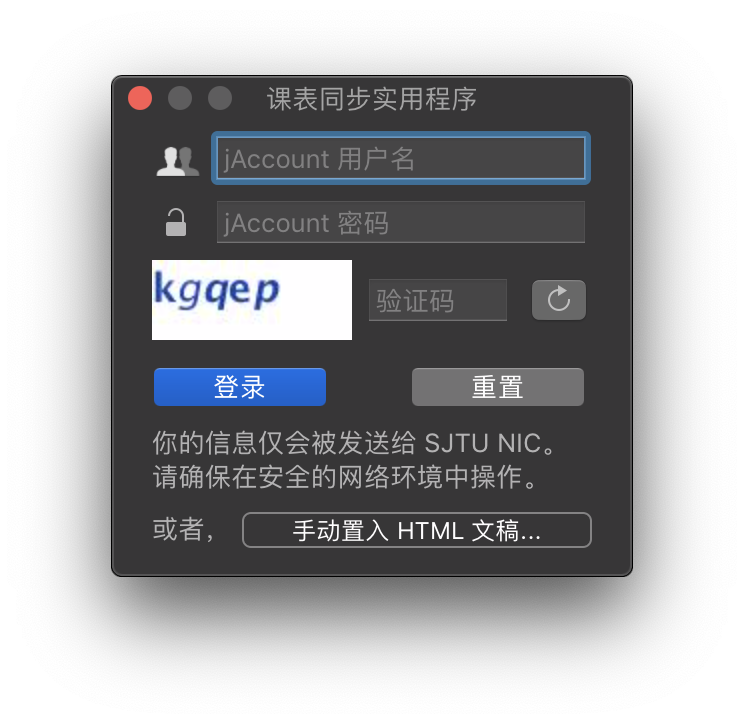 课表同步实用程序
jAccount 用户名
jAccount 密码
kgqep
验证码
登录
重置
你的信息仅会被发送给 SJTU NIC。
请确保在安全的网络环境中操作。
或者，
手动置入 HTML 文稿...